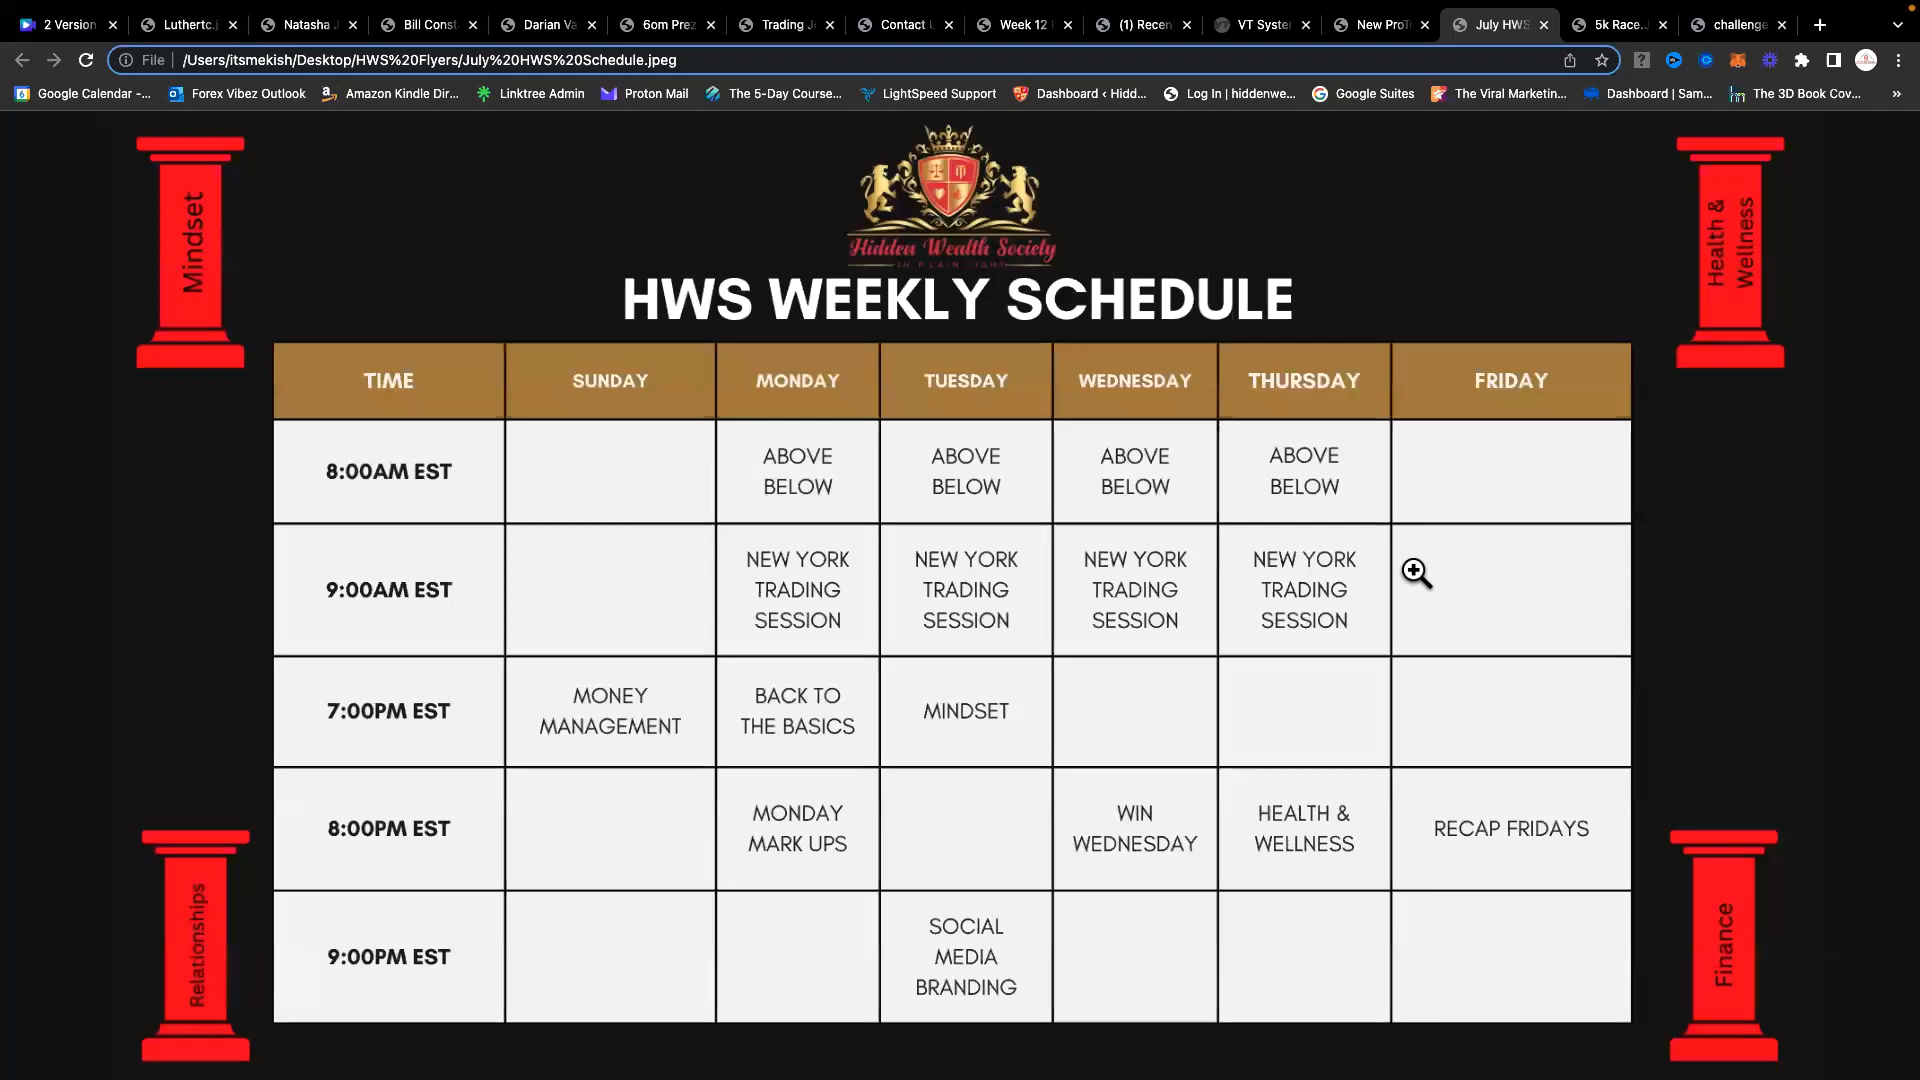 2 Version
Luthertc.j
Natasha J
Bill Const
Darian Va
6om Prez
Trading Jo
Contact U
Week 12 F
(1) Recen
VT Syster
New ProT
July HWS
5k Race.J
challenge
File
/Users/itsmekish/Desktop/HWS%20Flyers/July%20HWS%20Schedule.jpeg
Google Calendar -...
Forex Vibez Outlook
Amazon Kindle Dir...
Linktree Admin
Proton Mail
The 5-Day Course...
LightSpeed Support
Dashboard ‹ Hidd...
Log In | hiddenwe...
Google Suites
The Viral Marketin...
Dashboard | Sam...
The 3D Book Cov...
»
Mindset
Health &
Wellness
Hidden Wealth Society
IN PLAIN SIGHT
HWS WEEKLY SCHEDULE
TIME
SUNDAY
MONDAY
TUESDAY
WEDNESDAY
THURSDAY
FRIDAY
8:00AM EST
ABOVE
BELOW
ABOVE
BELOW
ABOVE
BELOW
ABOVE
BELOW
9:00AM EST
NEW YORK
TRADING
SESSION
NEW YORK
TRADING
SESSION
NEW YORK
TRADING
SESSION
NEW YORK
TRADING
SESSION
7:00PM EST
MONEY
MANAGEMENT
BACK TO
THE BASICS
MINDSET
8:00PM EST
MONDAY
MARK UPS
WIN
WEDNESDAY
HEALTH &
WELLNESS
RECAP FRIDAYS
9:00PM EST
SOCIAL
MEDIA
BRANDING
Relationships
Finance